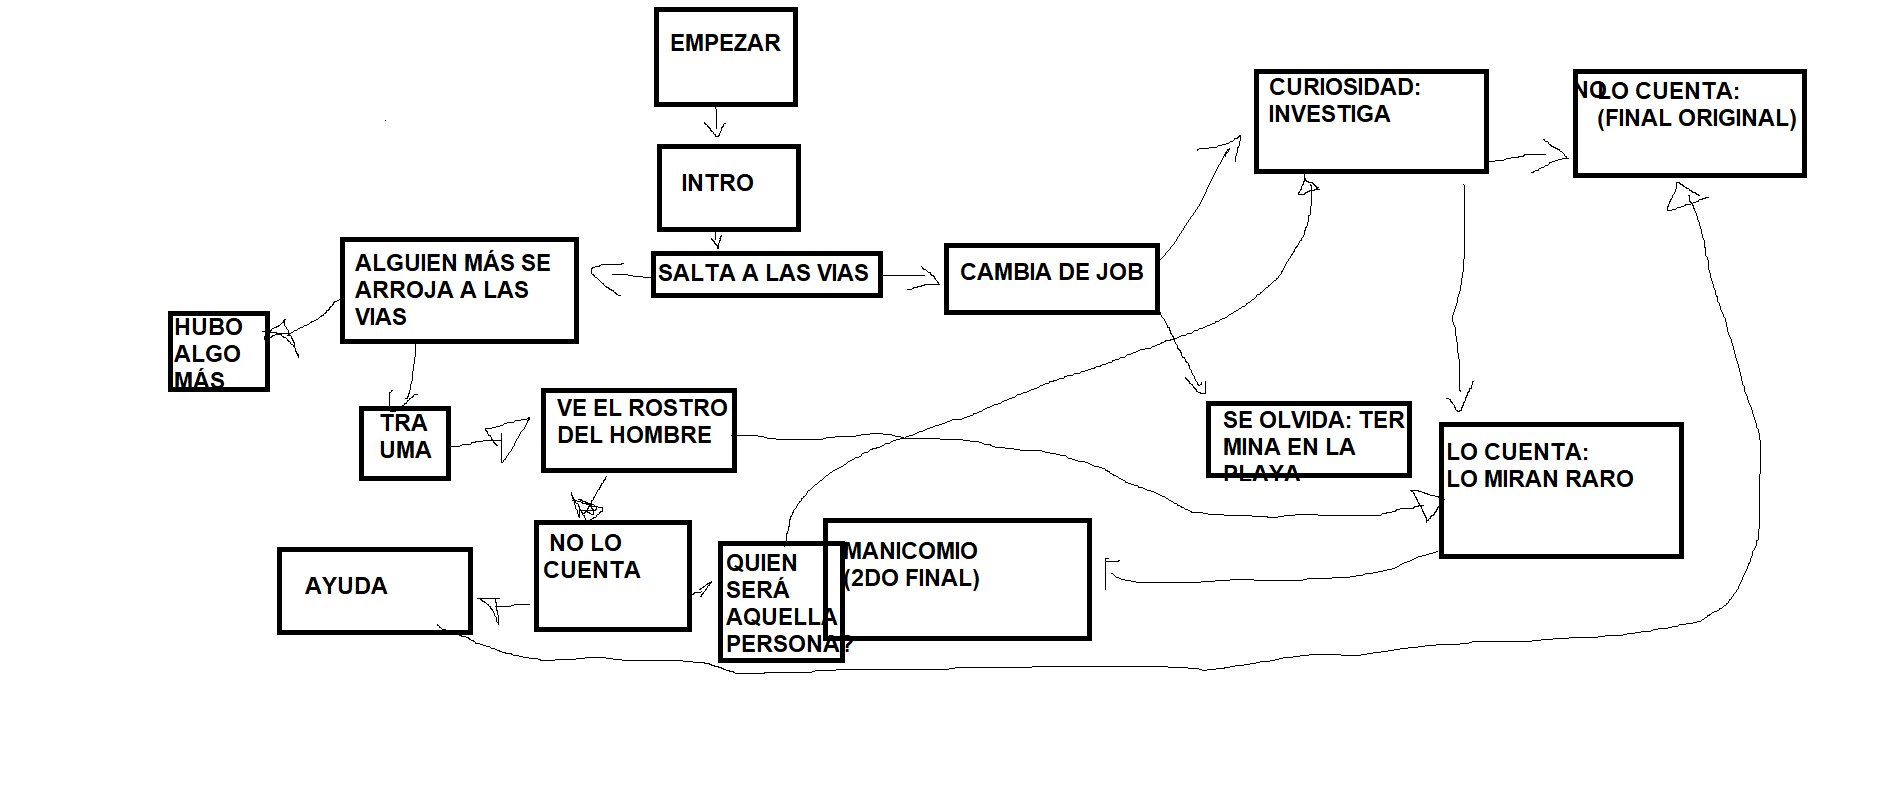 EMPEZAR
INTRO
SALTA A LAS VIAS
ALGUIEN MÁS SE
ARROJA A LAS
VIAS
HUBO
ALGO
MÁS
TRA
UMA
VE EL ROSTRO
DEL HOMBRE
NO LO
CUENTA
AYUDA
QUIEN
SERÁ
AQUELLA
PERSONA?
MANICOMIO
(2DO FINAL)
CAMBIA DE JOB
CURIOSIDAD:
INVESTIGA
NO LO CUENTA:
(FINAL ORIGINAL)
SE OLVIDA: TER
MINA EN LA
PLAYA
LO CUENTA:
LO MIRAN RARO